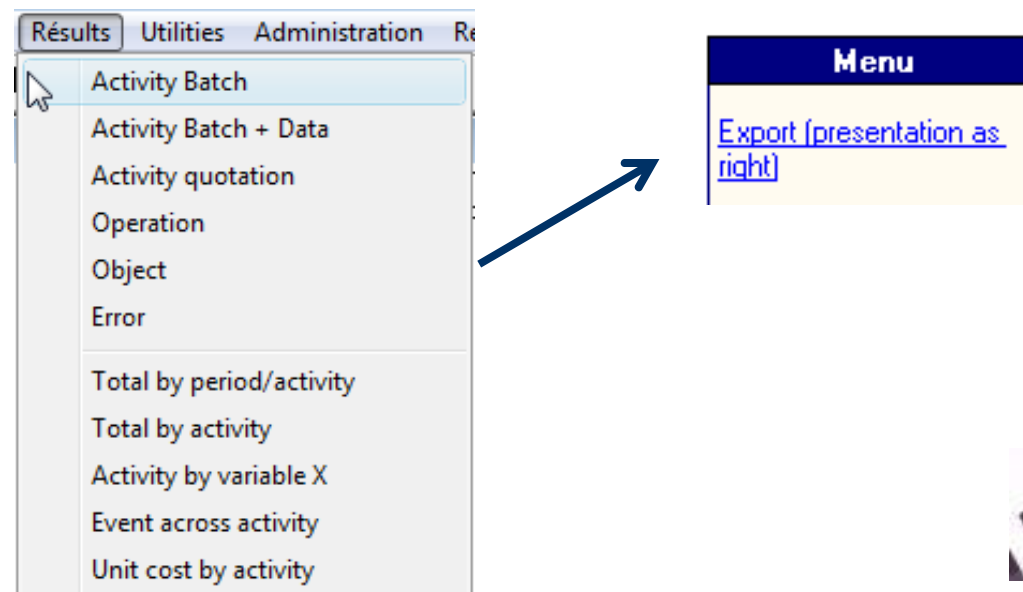 Résults Utilities Administration
Activity Batch
Activity Batch + Data
Activity quotation
Operation
Object
Error
Total by period/activity
Total by activity
Activity by variable X
Event across activity
Unit cost by activity
Menu
Export (presentation as
right)